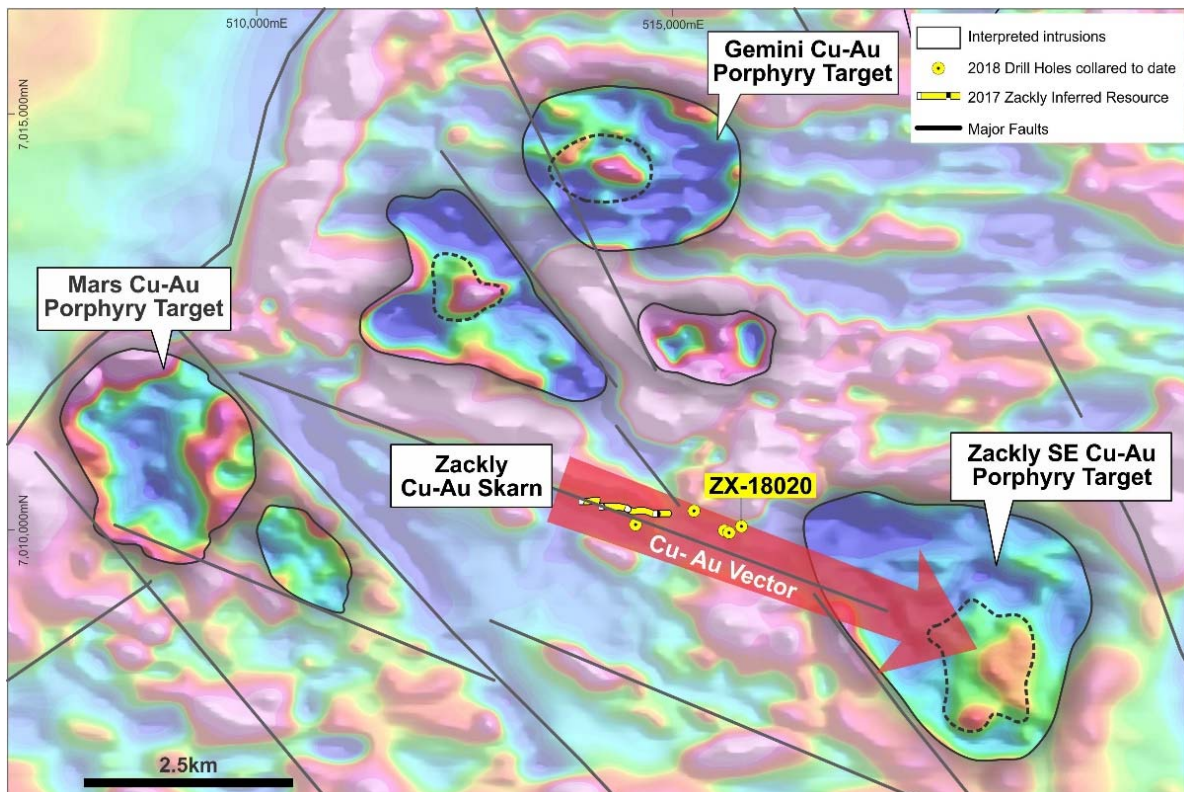 510,000mE
515,000mE
7,015,000mN
7,010,000mN
Interpreted intrusions
2018 Drill Holes collared to date
2017 Zackly Inferred Resource
Major Faults
Gemini Cu-Au
Porphyry Target
Mars Cu-Au
Porphyry Target
Zackly
Cu-Au Skarn
ZX-18020
Zackly SE Cu-Au
Porphyry Target
Cu- Au Vector
2.5km